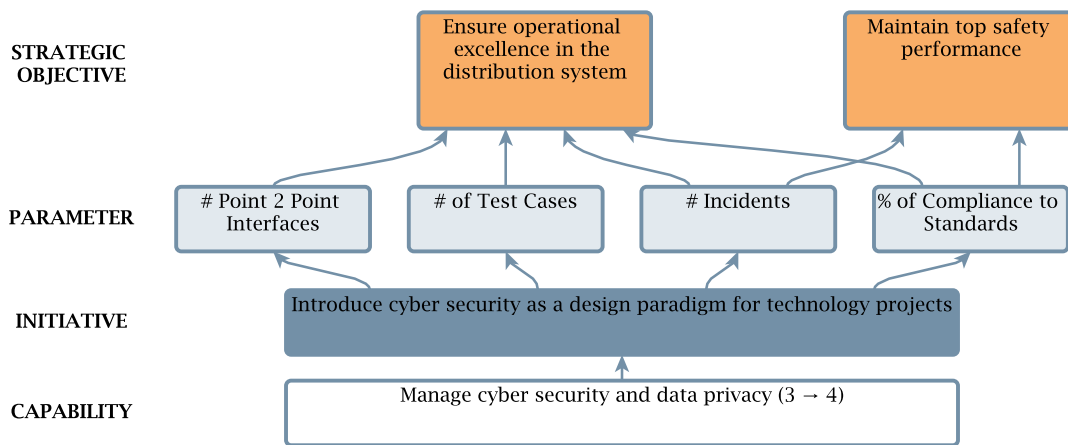 STRATEGIC
OBJECTIVE
Ensure operational
excellence in the
distribution system
Maintain top safety
performance
PARAMETER
# Point 2 Point
Interfaces
# of Test Cases
# Incidents
% of Compliance to
Standards
INITIATIVE
Introduce cyber security as a design paradigm for technology projects
CAPABILITY
Manage cyber security and data privacy (3 → 4)